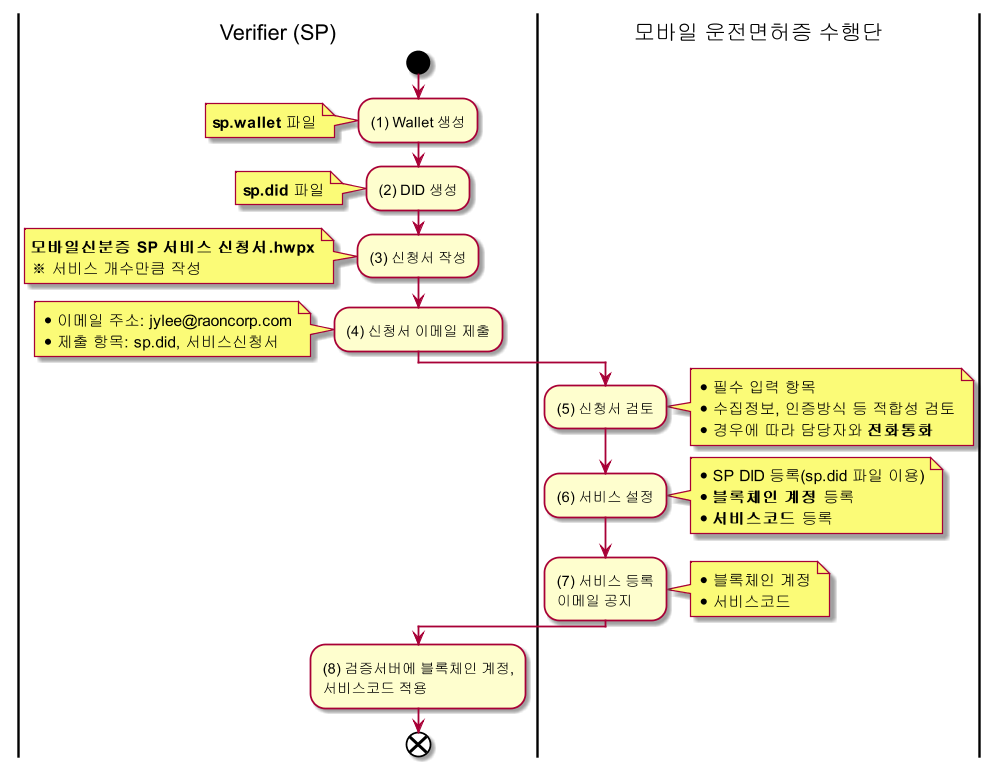 Verifier (SP)
모바일 운전면허증 수행단
sp.wallet 파일
(1) Wallet 생성
sp.did 파일
(2) DID 생성
모바일신분증 SP 서비스 신청서.hwpx
※ 서비스 개수만큼 작성
(3) 신청서 작성
• 이메일 주소: jylee@raoncorp.com
• 제출 항목: sp.did, 서비스신청서
(4) 신청서 이메일 제출
(5) 신청서 검토
• 필수 입력 항목
• 수집정보, 인증방식 등 적합성 검토
• 경우에 따라 담당자와 전화통화
(6) 서비스 설정
• SP DID 등록(sp.did 파일 이용)
• 블록체인 계정 등록
• 서비스코드 등록
(7) 서비스 등록
이메일 공지
• 블록체인 계정
• 서비스코드
(8) 검증서버에 블록체인 계정,
서비스코드 적용